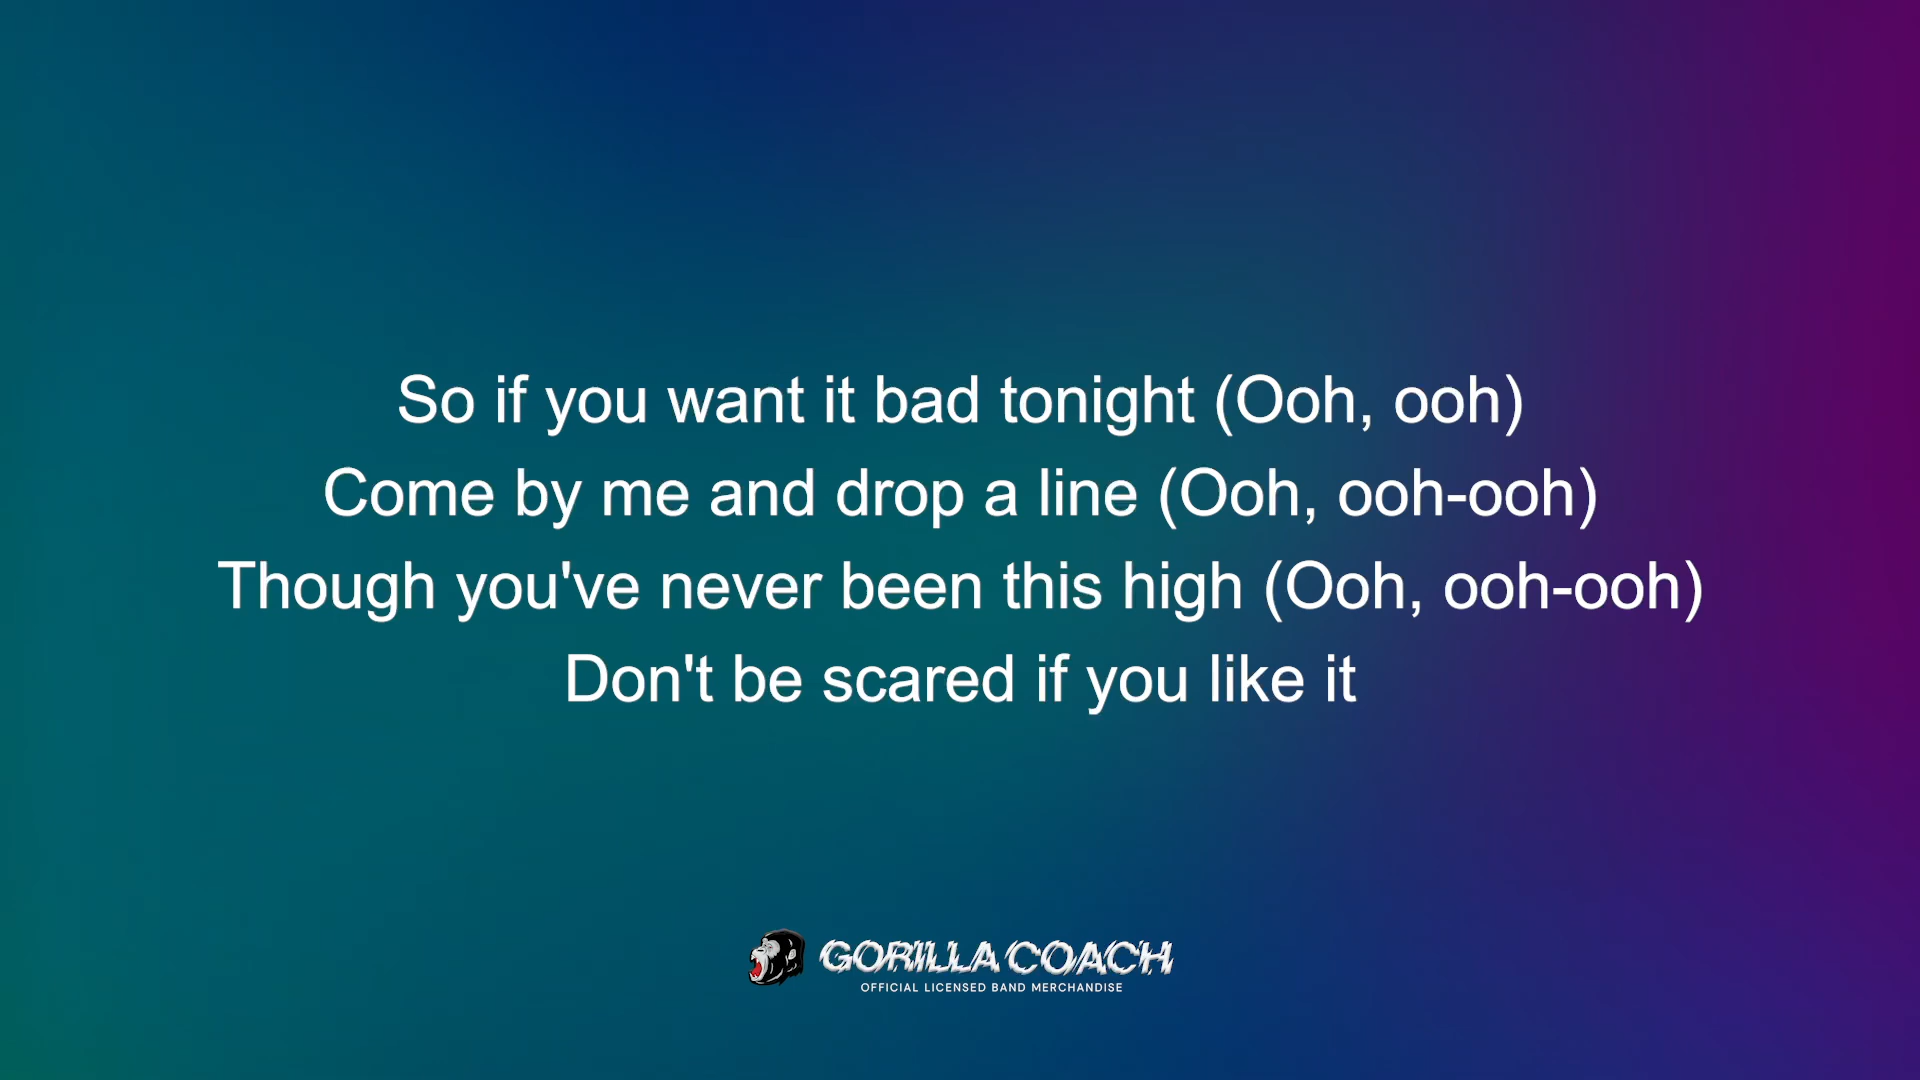 So if you want it bad tonight (Ooh, ooh)
Come by me and drop a line (Ooh, ooh-ooh)
Though you've never been this high (Ooh, ooh-ooh)
Don't be scared if you like it
GORILLA COACH
OFFICIAL LICENSED BAND MERCHANDISE